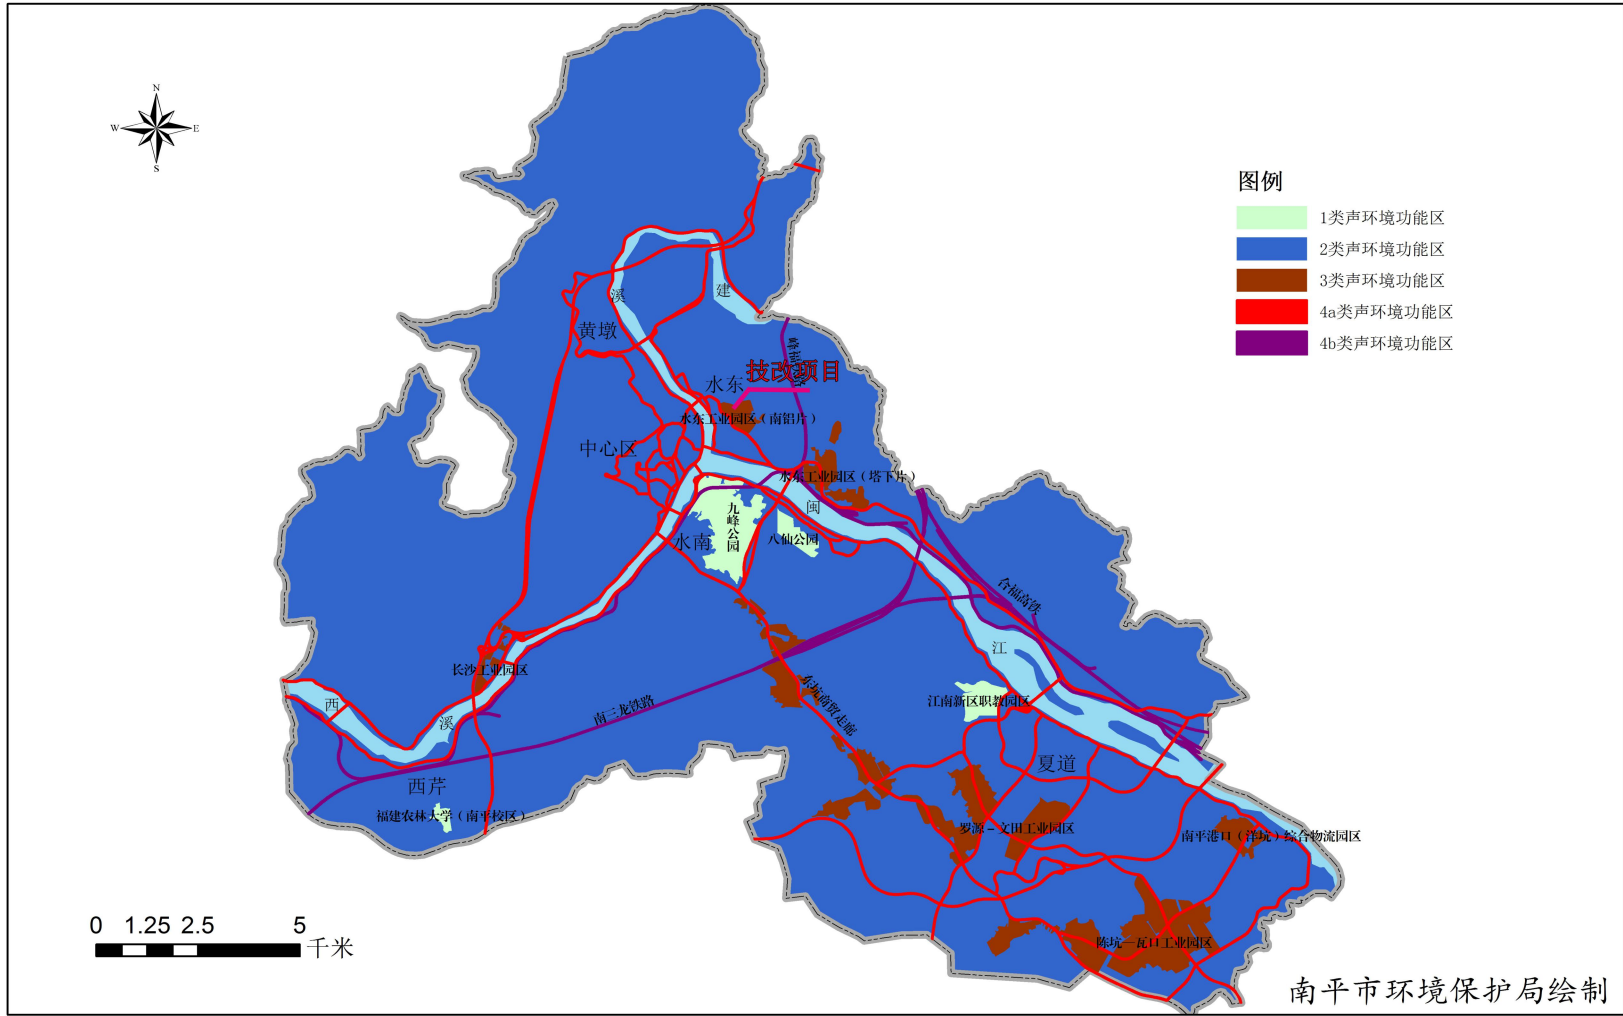 N
W
E
S
图例
1类声环境功能区
2类声环境功能区
3类声环境功能区
4a类声环境功能区
4b类声环境功能区
溪
建
黄墩
峰福
技改项目
水东
水东工业园区（南铝片）
中心区
水东工业园区（塔下片）
九峰公园
闽
水南
八仙公园
合福高铁
江
长沙工业园区
东坑商贸走廊
江南新区职教园区
西
溪
南三龙铁路
夏道
西芹
福建农林大学（南平校区）
罗源－文田工业园区
南平港口（洋坑）综合物流园区
陈坑—瓦口工业园区
0 1.25 2.5 5
千米
南平市环境保护局绘制